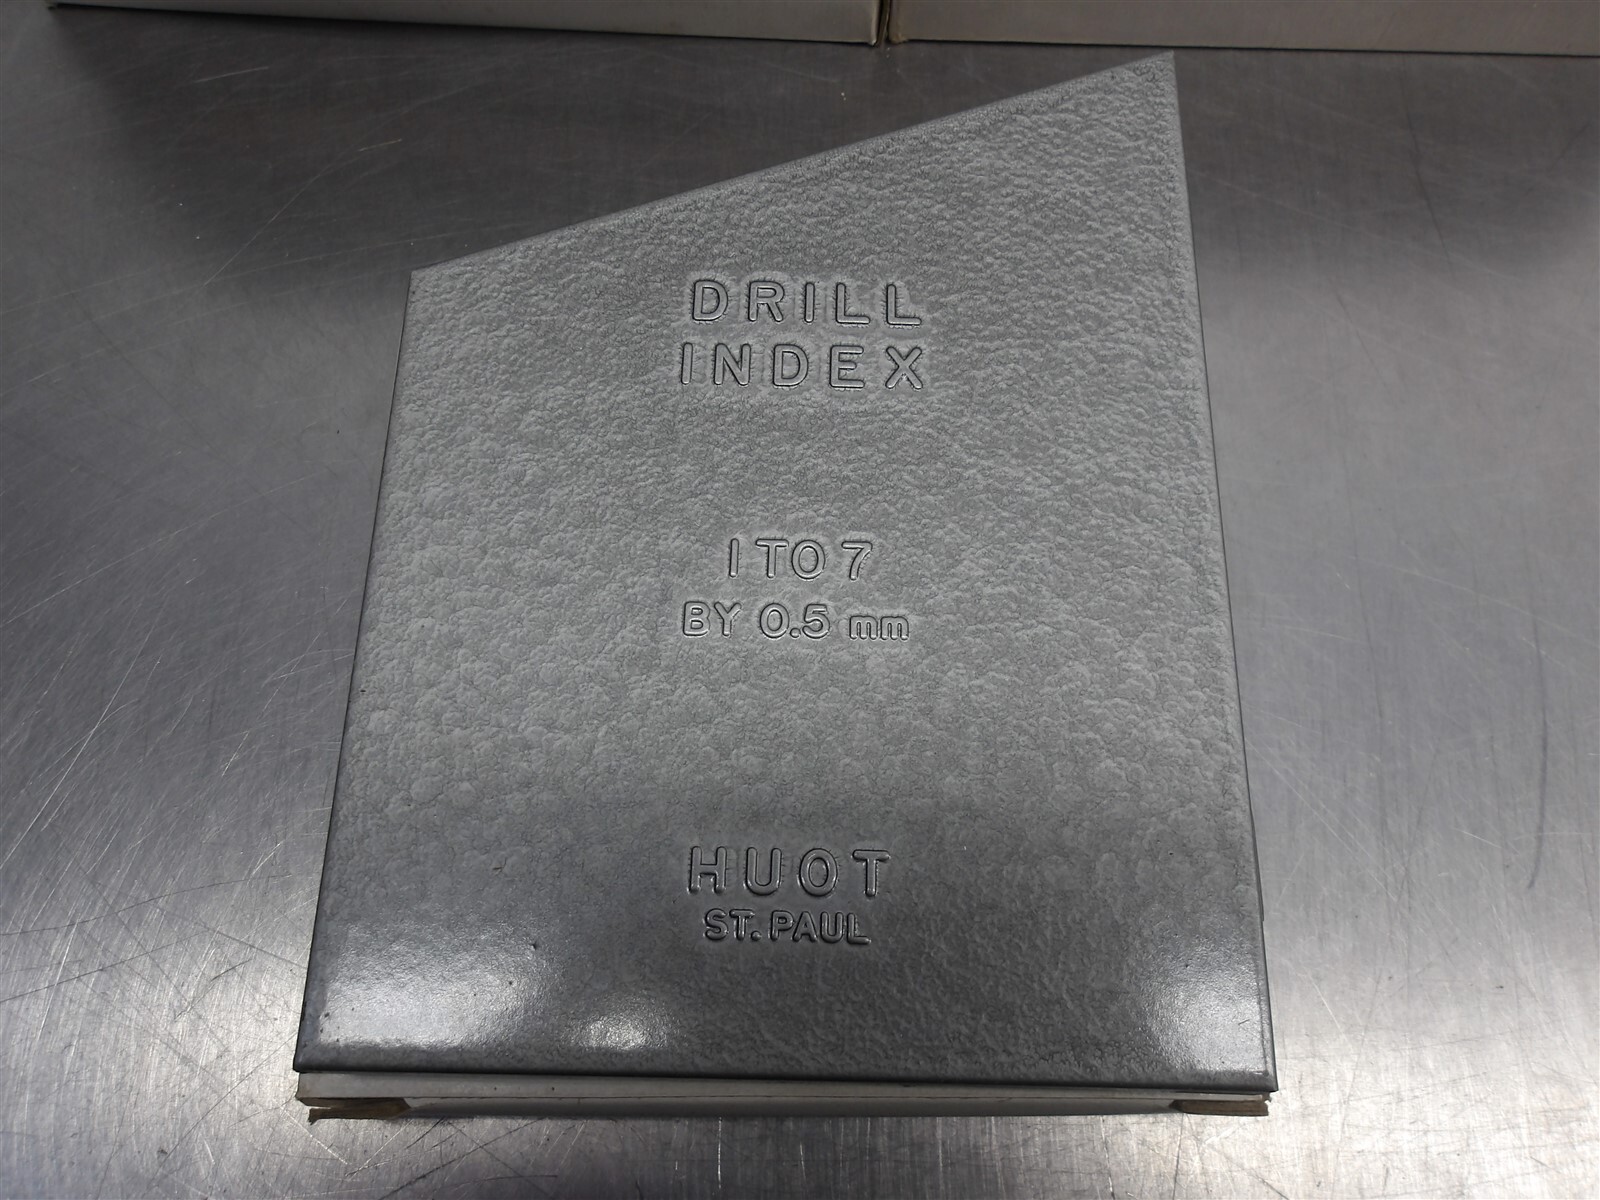 DRILL
INDEX
1 TO 7
BY 0.5 mm
HUOT
ST. PAUL